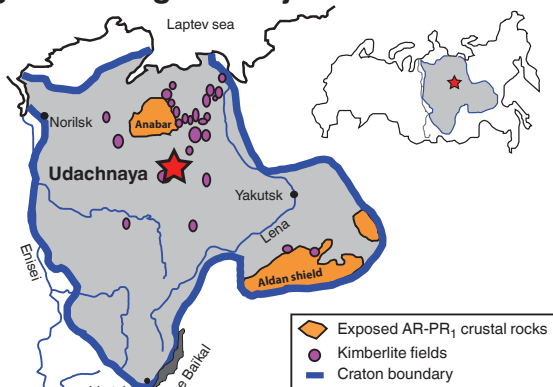 Laptev sea
Norilsk
Anabar
Udachnaya
Yakutsk
Lena
Enisei
Aldan shield
Baïkal
Exposed AR-PR₁ crustal rocks
Kimberlite fields
Craton boundary